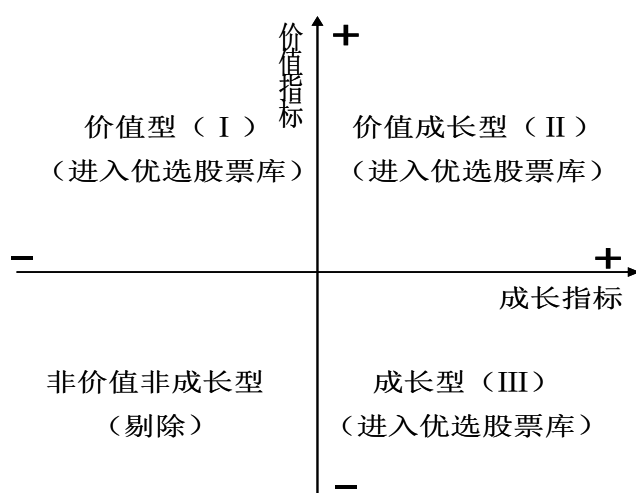 价值指标
+
价值型（Ⅰ）
（进入优选股票库）
价值成长型（Ⅱ）
（进入优选股票库）
−
+
成长指标
非价值非成长型
（剔除）
成长型（Ⅲ）
（进入优选股票库）
−